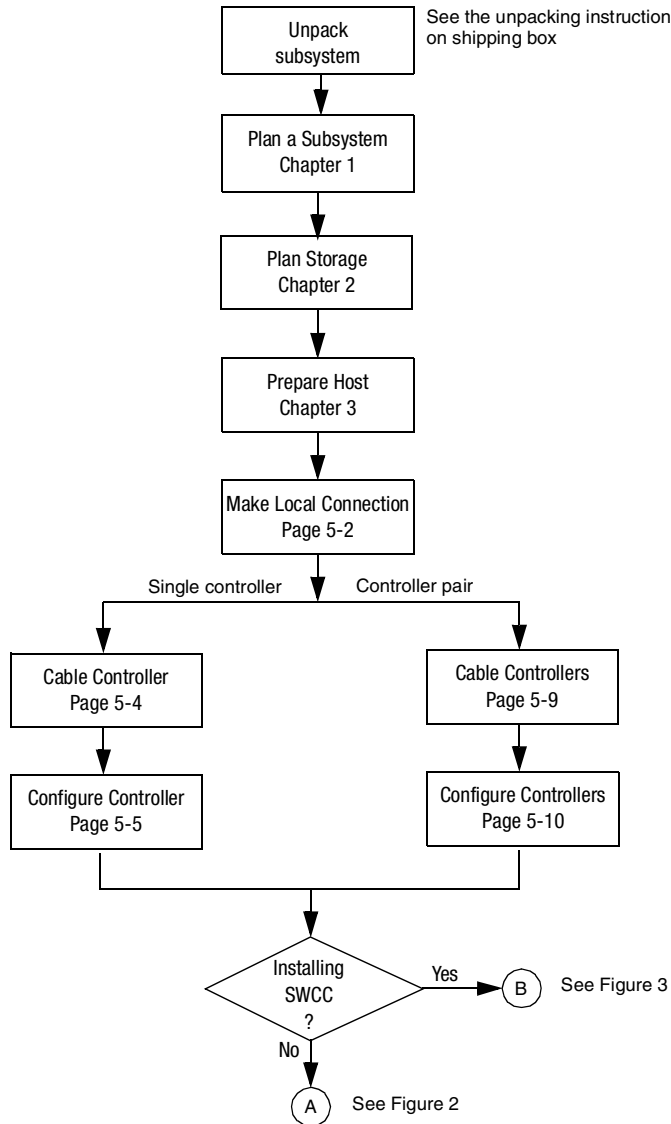 Unpack
subsystem
See the unpacking instruction
on shipping box
Plan a Subsystem
Chapter 1
Plan Storage
Chapter 2
Prepare Host
Chapter 3
Make Local Connection
Page 5-2
Single controller
Controller pair
Cable Controller
Page 5-4
Cable Controllers
Page 5-9
Configure Controller
Page 5-5
Configure Controllers
Page 5-10
Installing
SWCC
?
Yes
B
See Figure 3
No
A
See Figure 2